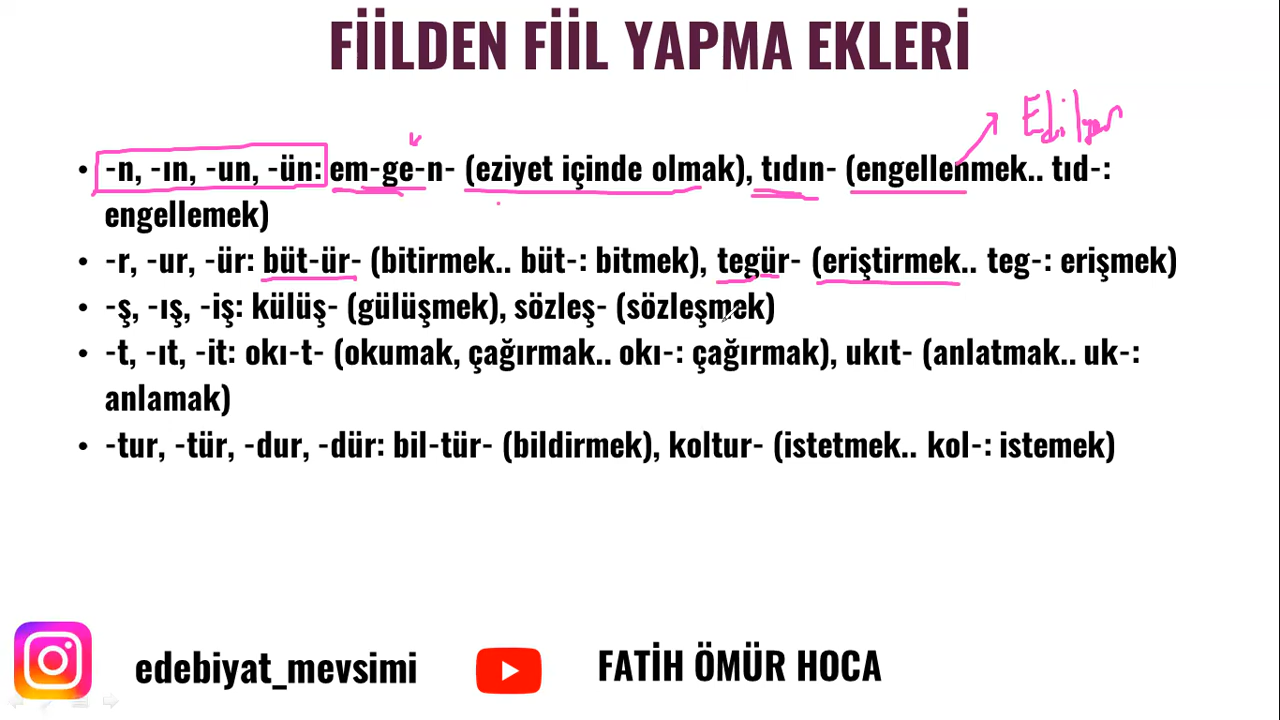 FİİLDEN FİİL YAPMA EKLERİ
Edilgen
• -n, -ın, -un, -ün: em-ge-n- (eziyet içinde olmak), tıdın- (engellenmek.. tıd-:
engellemek)
• -r, -ur, -ür: büt-ür- (bitirmek.. büt-: bitmek), tegür- (eriştirmek.. teg-: erişmek)
• -ş, -ış, -iş: külüş- (gülüşmek), sözleş- (sözleşmek)
• -t, -ıt, -it: okı-t- (okumak, çağırmak.. okı-: çağırmak), ukıt- (anlatmak.. uk-:
anlamak)
• -tur, -tür, -dur, -dür: bil-tür- (bildirmek), koltur- (istetmek.. kol-: istemek)
edebiyat_mevsimi
FATİH ÖMÜR HOCA